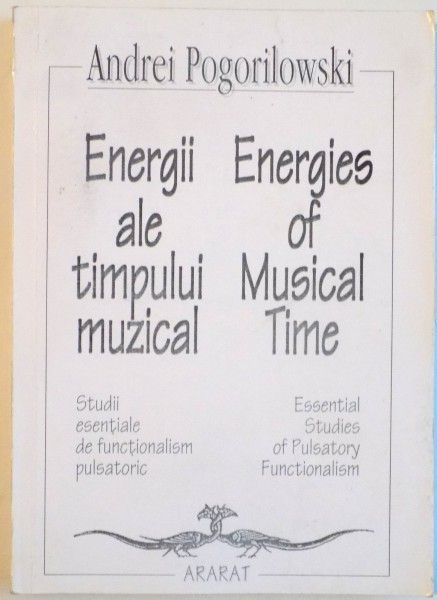 Andrei Pogorilowski
Energii
ale
timpului
muzical
Energies
of
Musical
Time
Studii
esențiale
de funcționalism
pulsatoric
Essential
Studies
of Pulsatory
Functionalism
ARARAT